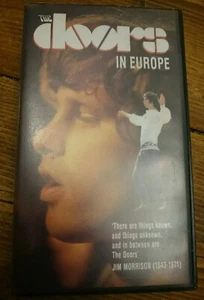 THE
doors
IN EUROPE
'There are things known
and things unknown,
and in between are
The Doors'
JIM MORRISON (1943-1971)